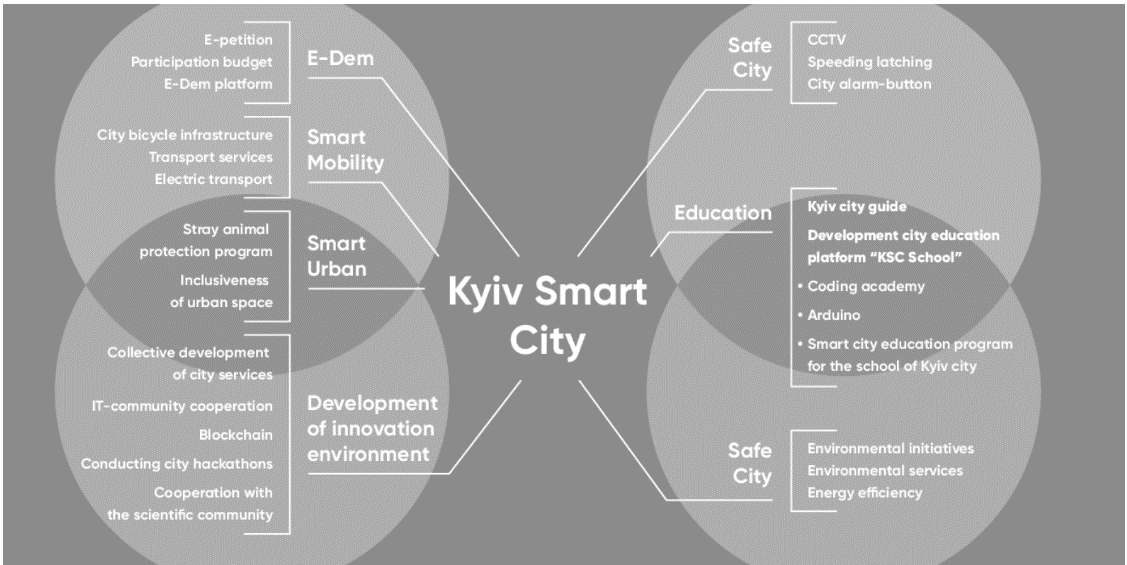 E-petition
Participation budget
E-Dem platform
E-Dem
City bicycle infrastructure
Transport services
Electric transport
Smart
Mobility
Stray animal
protection program
Inclusiveness
of urban space
Smart
Urban
Collective development
of city services
IT-community cooperation
Blockchain
Conducting city hackathons
Cooperation with
the scientific community
Development
of innovation
environment
Kyiv Smart
City
Safe
City
CCTV
Speeding latching
City alarm-button
Education
Kyiv city guide
Development city education
platform “KSC School”
• Coding academy
• Arduino
• Smart city education program
for the school of Kyiv city
Safe
City
Environmental initiatives
Environmental services
Energy efficiency